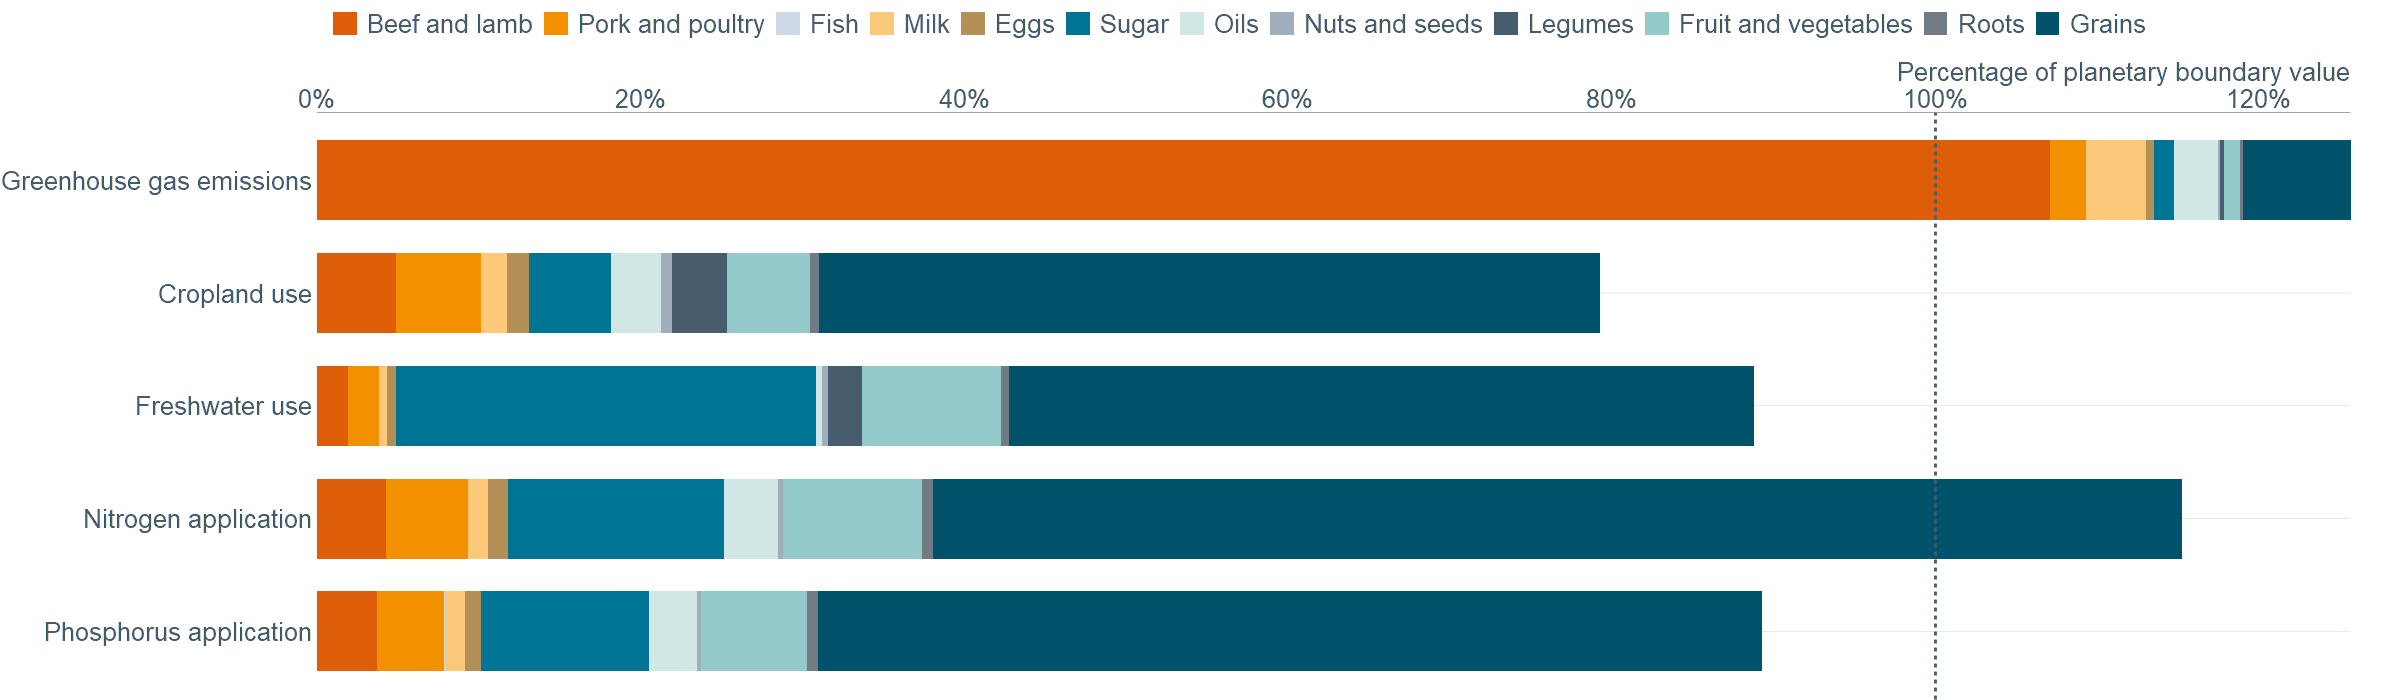 Beef and lamb Pork and poultry Fish Milk Eggs Sugar Oils Nuts and seeds Legumes Fruit and vegetables Roots Grains
Percentage of planetary boundary value
0% 20% 40% 60% 80% 100% 120%
Greenhouse gas emissions
Cropland use
Freshwater use
Nitrogen application
Phosphorus application